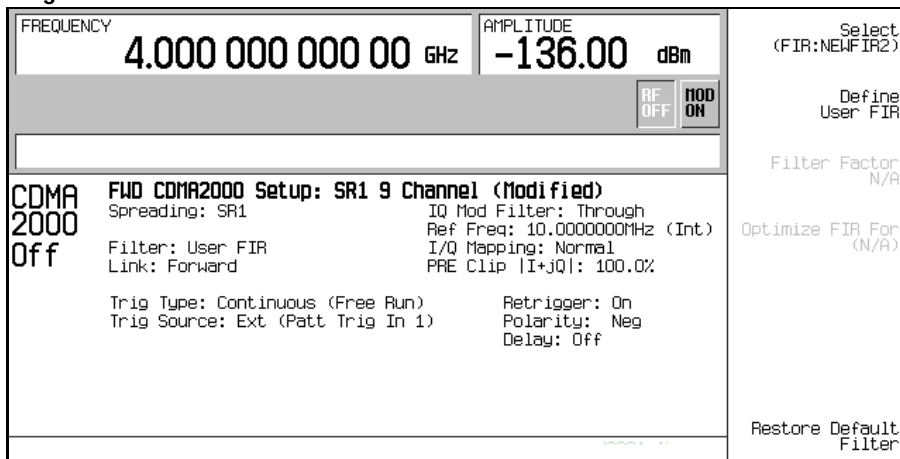 FREQUENCY
4.000 000 000 00 GHz
AMPLITUDE
-136.00 dBm
RF OFF
MOD ON
CDMA
2000
Off
FWD CDMA2000 Setup: SR1 9 Channel (Modified)
Spreading: SR1
IQ Mod Filter: Through
Ref Freq: 10.0000000MHz (Int)
Filter: User FIR
I/Q Mapping: Normal
Link: Forward
PRE Clip |I+jQ|: 100.0%
Trig Type: Continuous (Free Run)
Retrigger: On
Trig Source: Ext (Patt Trig In 1)
Polarity: Neg
Delay: Off
Select
(FIR:NEWFIR2)
Define
User FIR
Filter Factor
N/A
Optimize FIR For
(N/A)
Restore Default
Filter